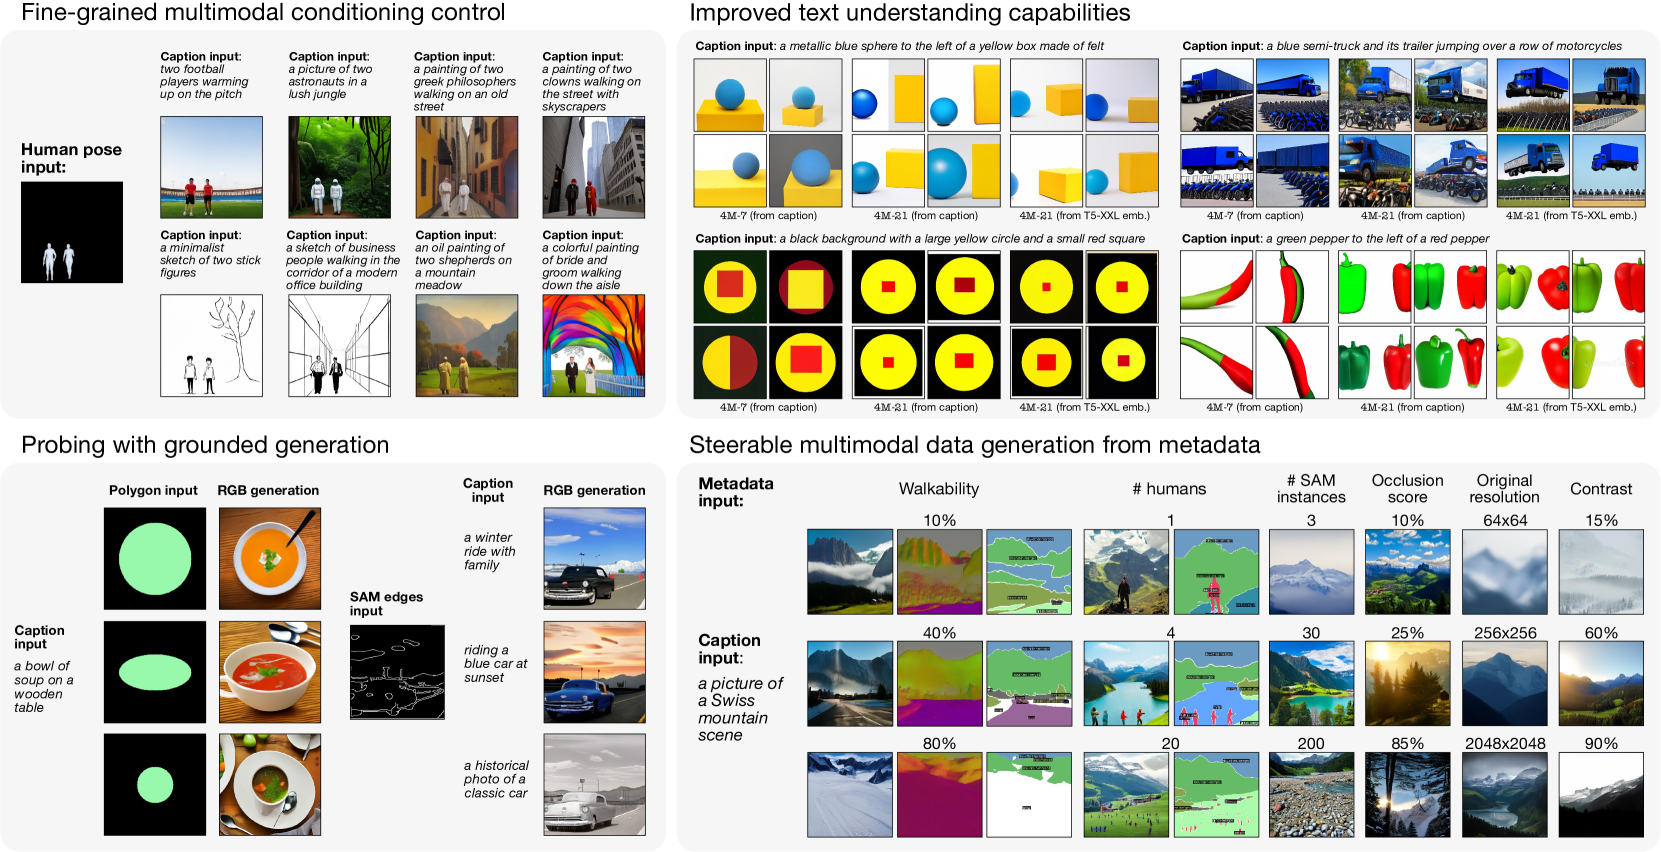 Fine-grained multimodal conditioning control
Human pose
input:
Caption input:
two football
players warming
up on the pitch
Caption input:
a picture of two
astronauts in a
lush jungle
Caption input:
a painting of two
greek philosophers
walking on an old
street
Caption input:
a painting of two
clowns walking on
the street with
skyscrapers
Caption input:
a minimalist
sketch of two stick
figures
Caption input:
a sketch of business
people walking in the
corridor of a modern
office building
Caption input:
an oil painting of
two shepherds on
a mountain
meadow
Caption input:
a colorful painting
of bride and
groom walking
down the aisle
Improved text understanding capabilities
Caption input: a metallic blue sphere to the left of a yellow box made of felt
4M-7 (from caption)
4M-21 (from caption)
4M-21 (from T5-XXL emb.)
Caption input: a blue semi-truck and its trailer jumping over a row of motorcycles
4M-7 (from caption)
4M-21 (from caption)
4M-21 (from T5-XXL emb.)
Caption input: a black background with a large yellow circle and a small red square
4M-7 (from caption)
4M-21 (from caption)
4M-21 (from T5-XXL emb.)
Caption input: a green pepper to the left of a red pepper
4M-7 (from caption)
4M-21 (from caption)
4M-21 (from T5-XXL emb.)
Probing with grounded generation
Polygon input
RGB generation
Caption
input
a bowl of
soup on a
wooden
table
SAM edges
input
Caption
input
RGB generation
a winter
ride with
family
riding a
blue car at
sunset
a historical
photo of a
classic car
Steerable multimodal data generation from metadata
Metadata
input:
Walkability
# humans
# SAM
instances
Occlusion
score
Original
resolution
Contrast
10%
1
3
10%
64x64
15%
Caption
input:
a picture of
a Swiss
mountain
scene
40%
4
30
25%
256x256
60%
80%
20
200
85%
2048x2048
90%